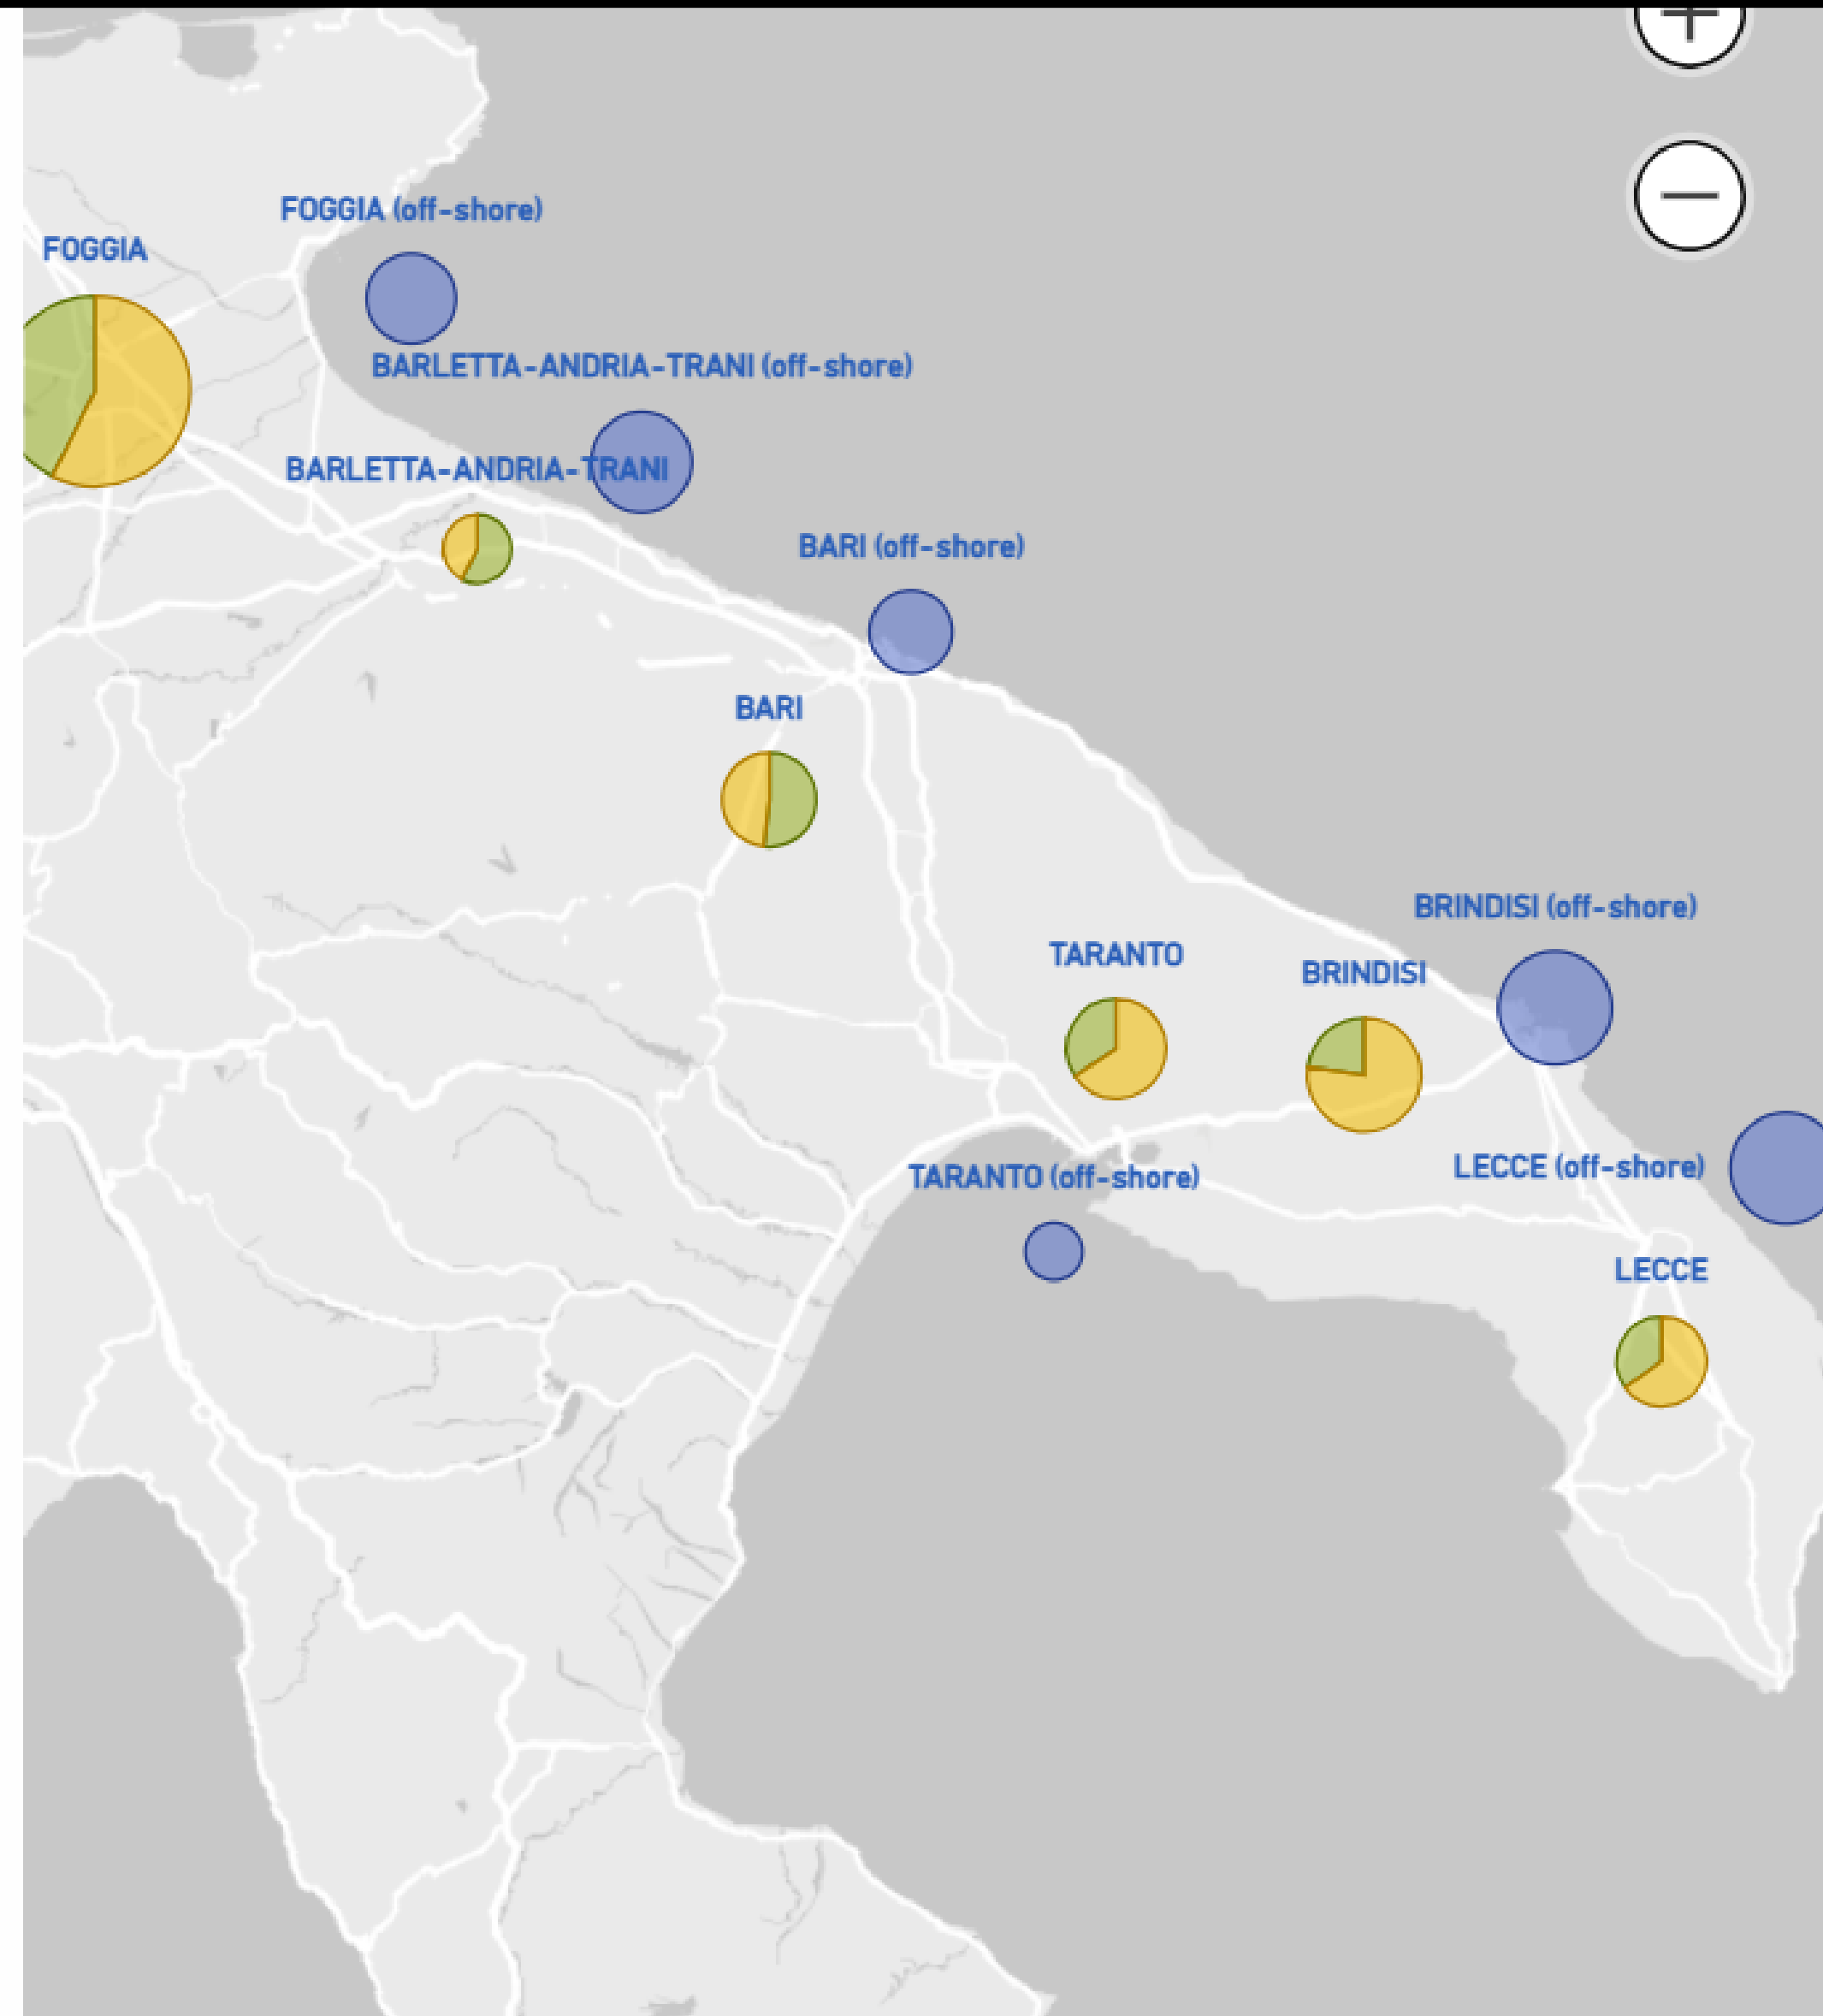 FOGGIA (off-shore)
FOGGIA
BARLETTA-ANDRIA-TRANI (off-shore)
BARLETTA-ANDRIA-TRANI
BARI (off-shore)
BARI
BRINDISI (off-shore)
TARANTO
BRINDISI
LECCE (off-shore)
TARANTO (off-shore)
LECCE